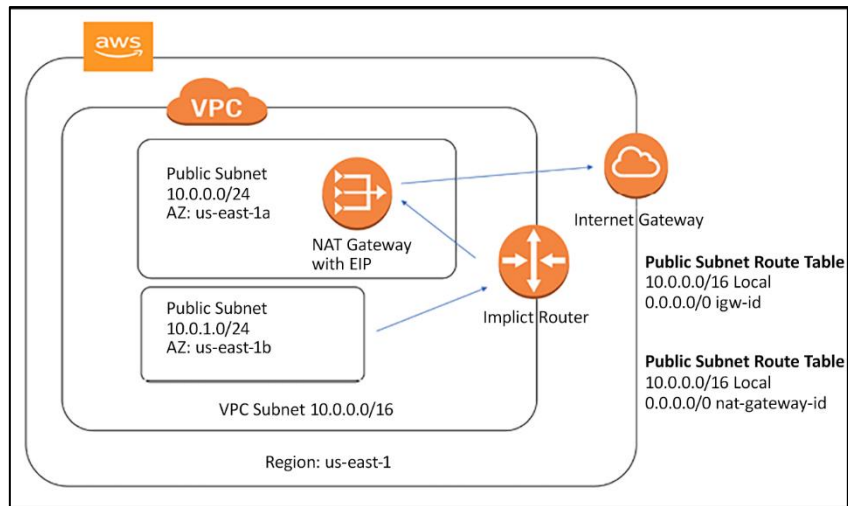 aws
VPC
Public Subnet
10.0.0.0/24
AZ: us-east-1a
NAT Gateway
with EIP
Internet Gateway
Public Subnet
10.0.1.0/24
AZ: us-east-1b
Implict Router
Public Subnet Route Table
10.0.0.0/16 Local
0.0.0.0/0 igw-id
Public Subnet Route Table
10.0.0.0/16 Local
0.0.0.0/0 nat-gateway-id
VPC Subnet 10.0.0.0/16
Region: us-east-1